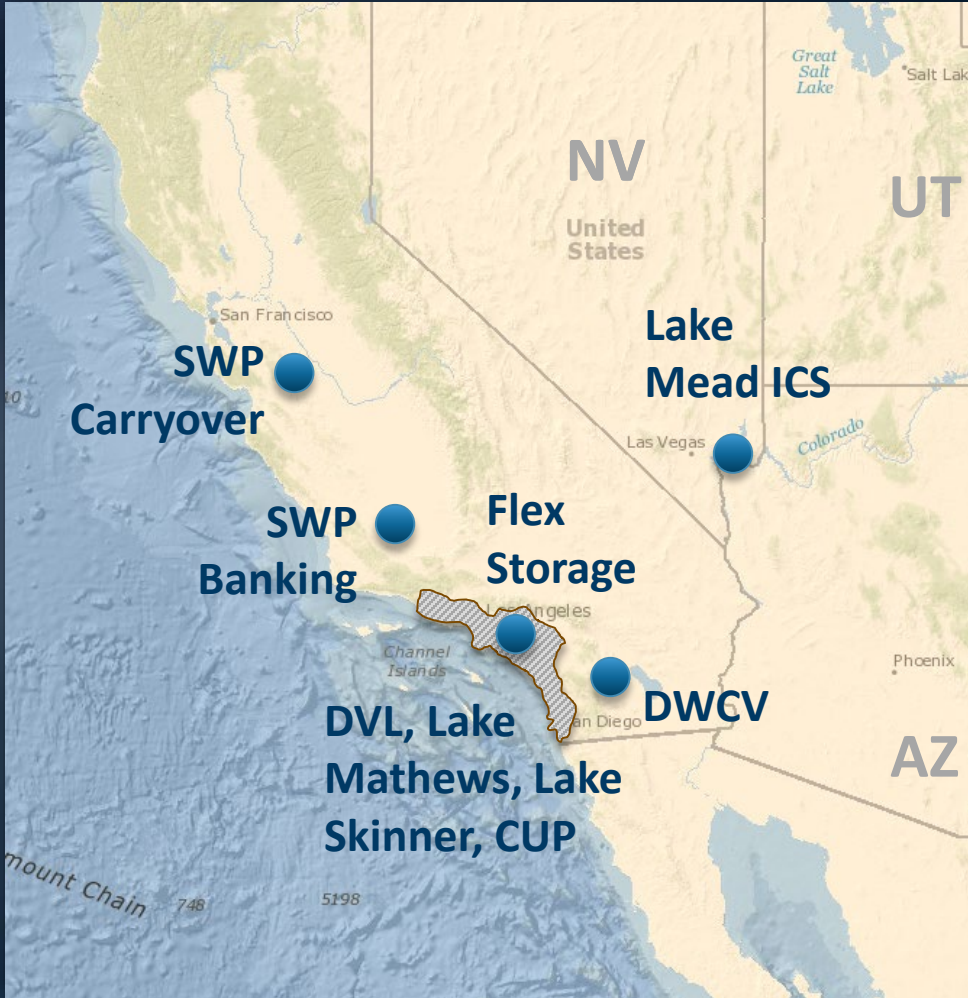 Great
Salt
Lake
Salt Lak
NV
UT
United
States
San Francisco
SWP
Carryover
Lake
Mead ICS
10
Las Vegas
Colorado
SWP
Banking
Flex
Storage
Los Angeles
Channel
Islands
Phoenix
DWCV
an Diego
DVL, Lake
Mathews, Lake
Skinner, CUP
AZ
mount Chain
748
5198